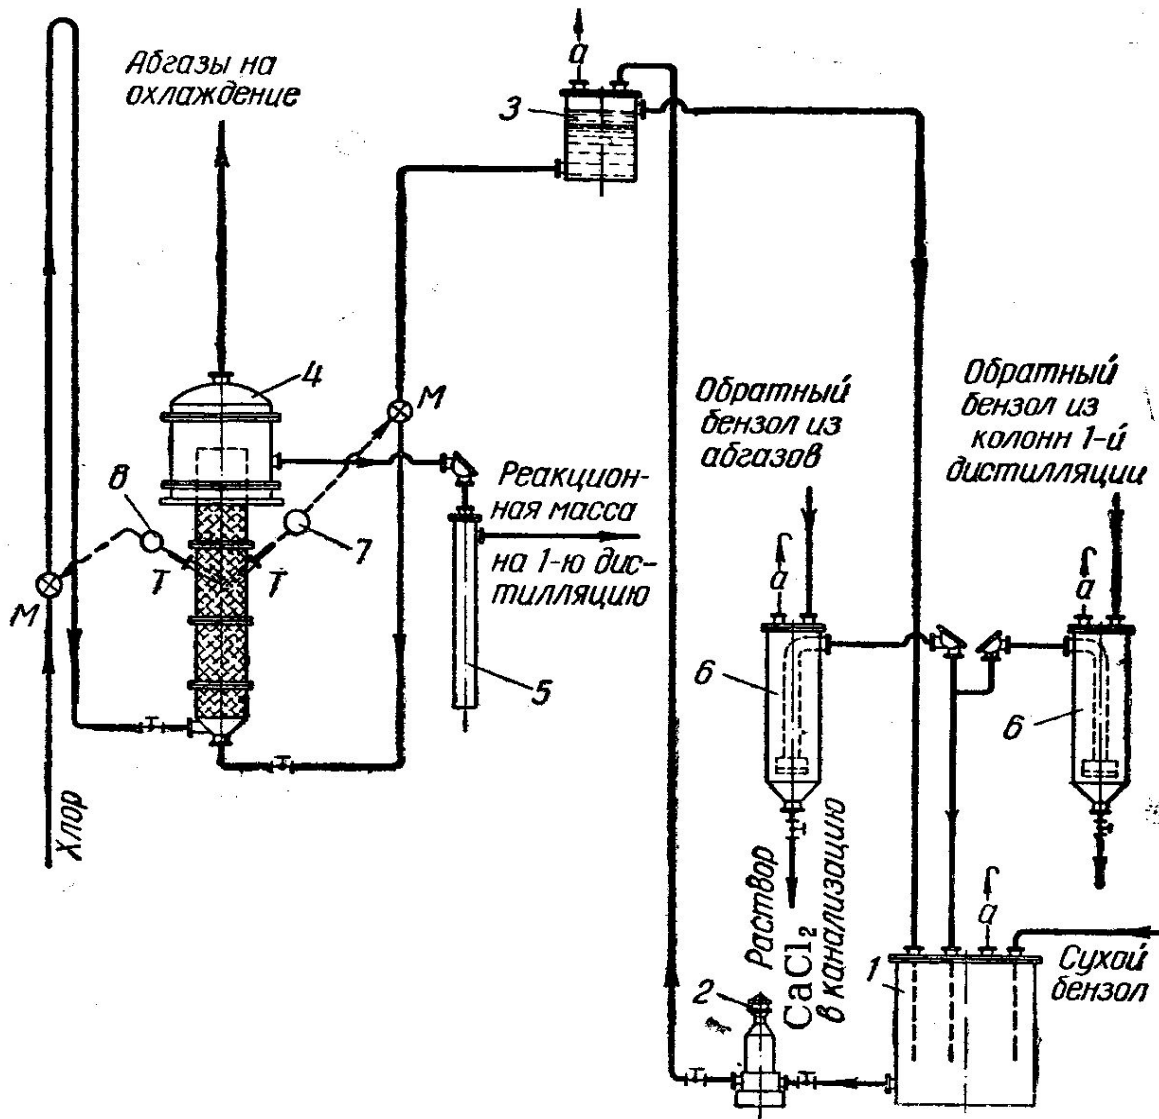 Абгазы на
охлаждение
а
3
4
М
8
Т
Т
7
М
Реакцион-
ная масса
на 1-ю дис-
тилляцию
5
Хлор
Обратный
бензол из
абгазов
Обратный
бензол из
колонн 1-й
дистилляции
а
а
6
6
Раствор
CaCl₂
в канализацию
а
1
2
Сухой
бензол